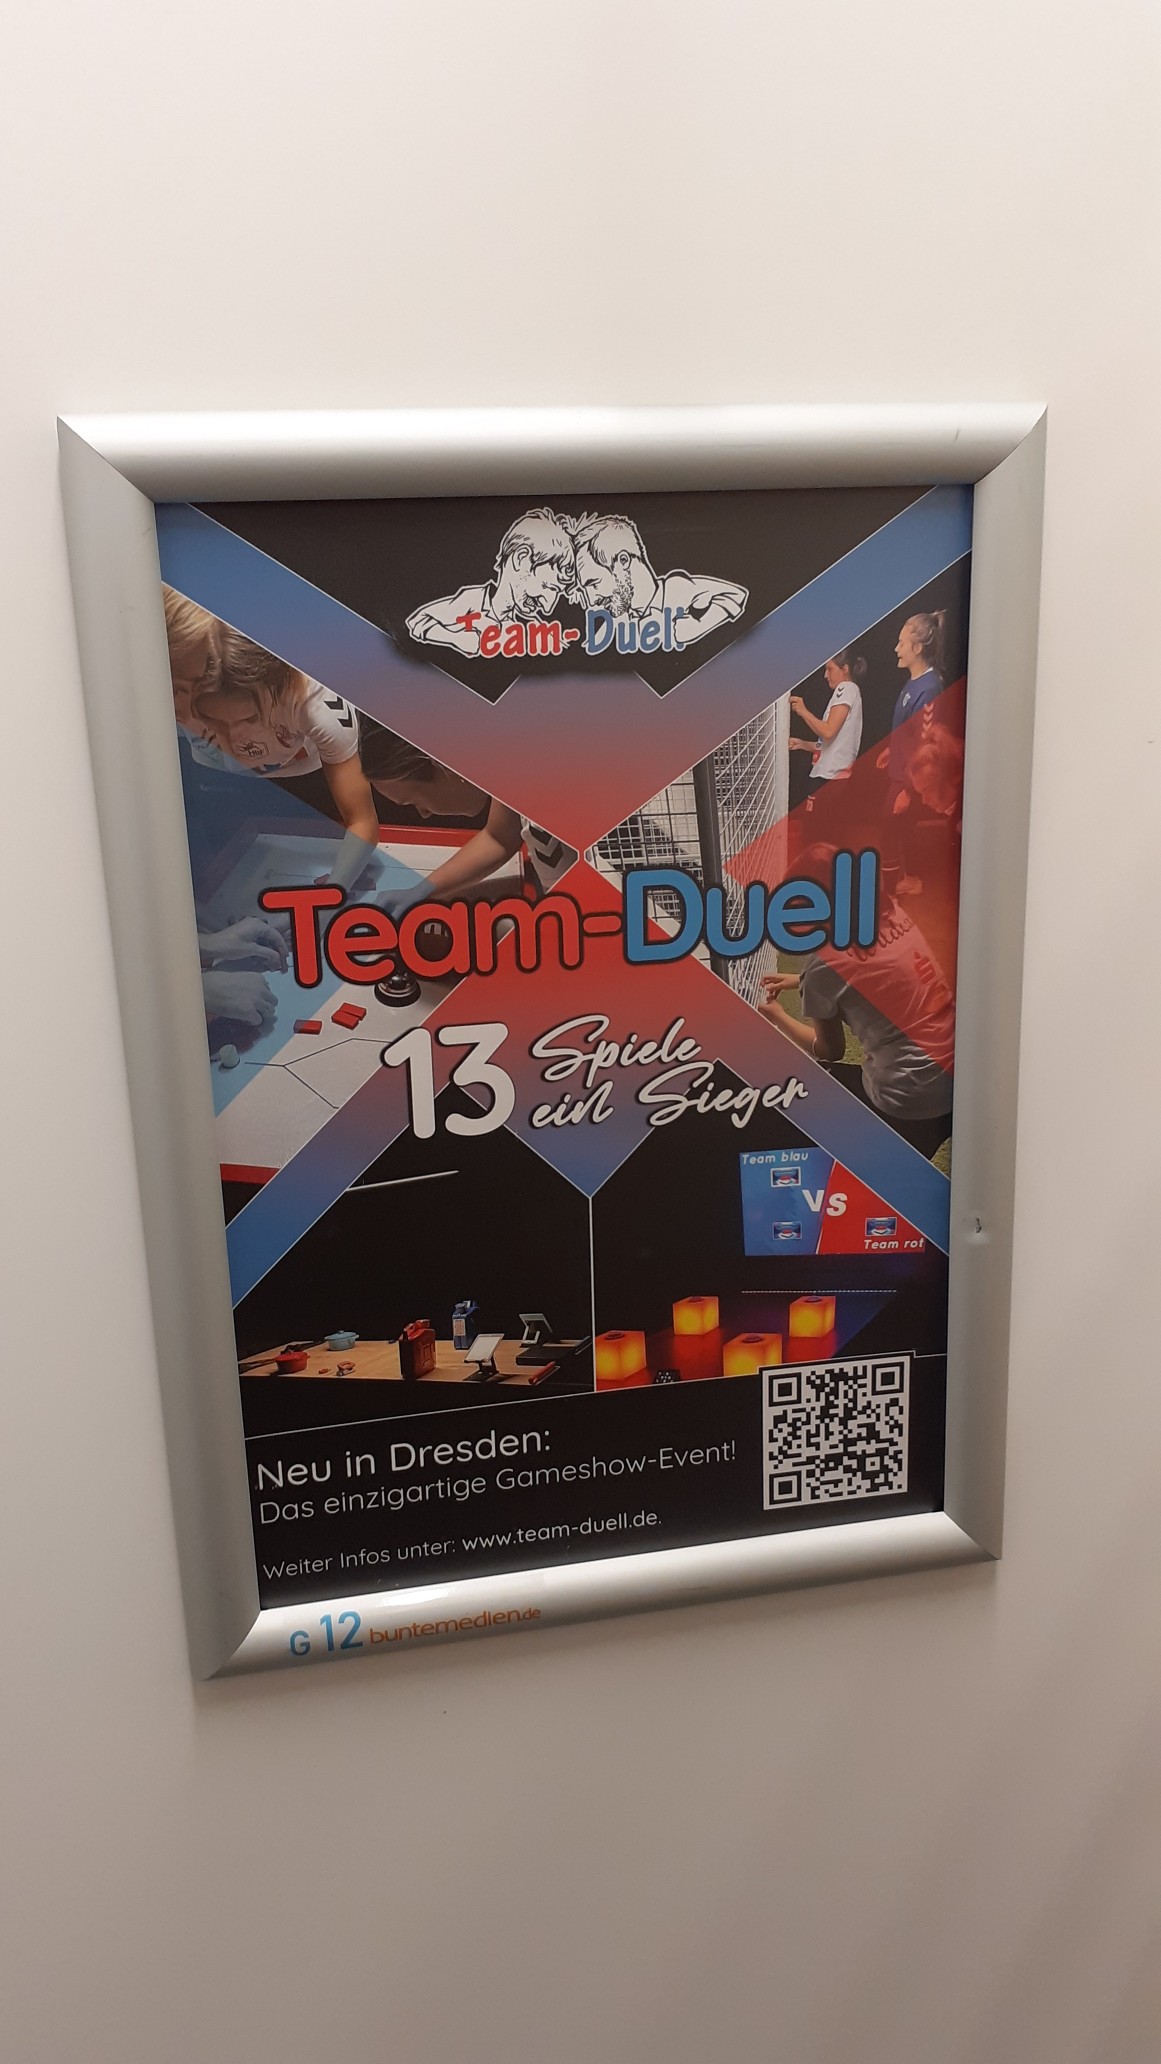 Team-Duell
Team-Duell
13 Spiele
ein Sieger
Team blau
VS
Team rot
Neu in Dresden:
Das einzigartige Gameshow-Event!
Weiter Infos unter: www.team-duell.de.
G 12 buntemedien.de